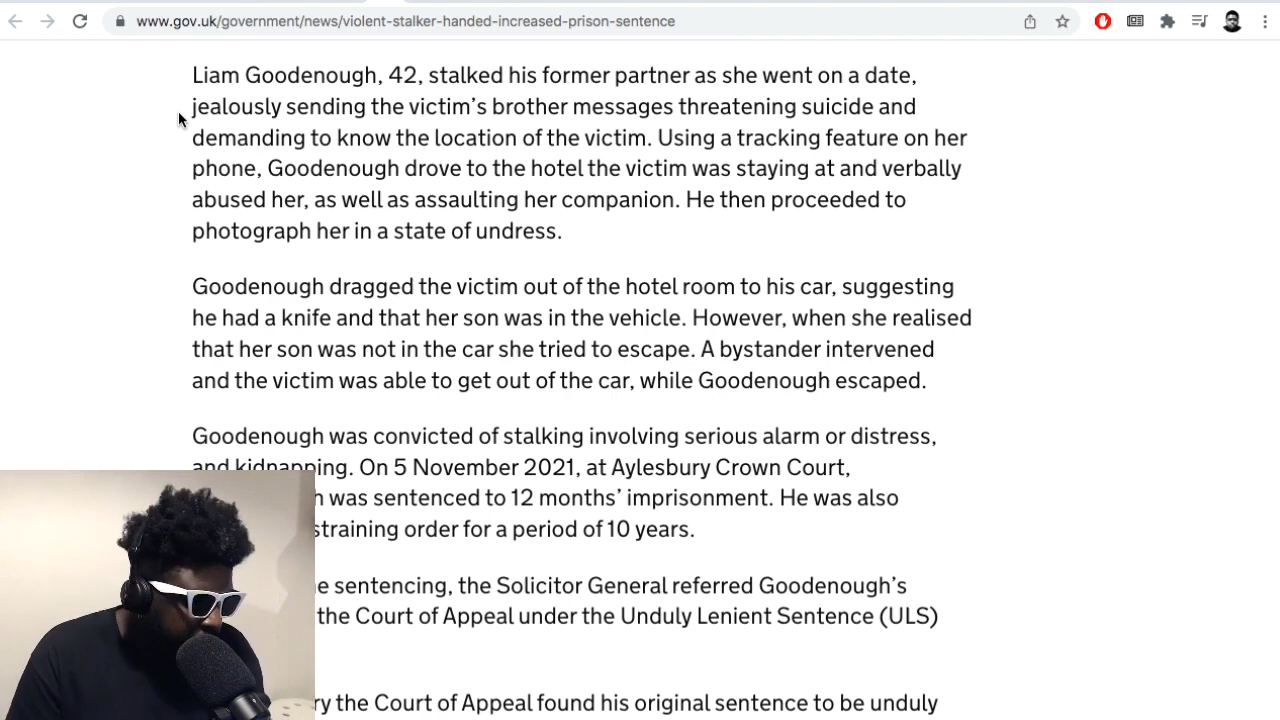 www.gov.uk/government/news/violent-stalker-handed-increased-prison-sentence
Liam Goodenough, 42, stalked his former partner as she went on a date,
jealously sending the victim's brother messages threatening suicide and
demanding to know the location of the victim. Using a tracking feature on her
phone, Goodenough drove to the hotel the victim was staying at and verbally
abused her, as well as assaulting her companion. He then proceeded to
photograph her in a state of undress.
Goodenough dragged the victim out of the hotel room to his car, suggesting
he had a knife and that her son was in the vehicle. However, when she realised
that her son was not in the car she tried to escape. A bystander intervened
and the victim was able to get out of the car, while Goodenough escaped.
Goodenough was convicted of stalking involving serious alarm or distress,
and kidnapping. On 5 November 2021, at Aylesbury Crown Court,
h was sentenced to 12 months' imprisonment. He was also
straining order for a period of 10 years.
e sentencing, the Solicitor General referred Goodenough's
the Court of Appeal under the Unduly Lenient Sentence (ULS)
ry the Court of Appeal found his original sentence to be unduly